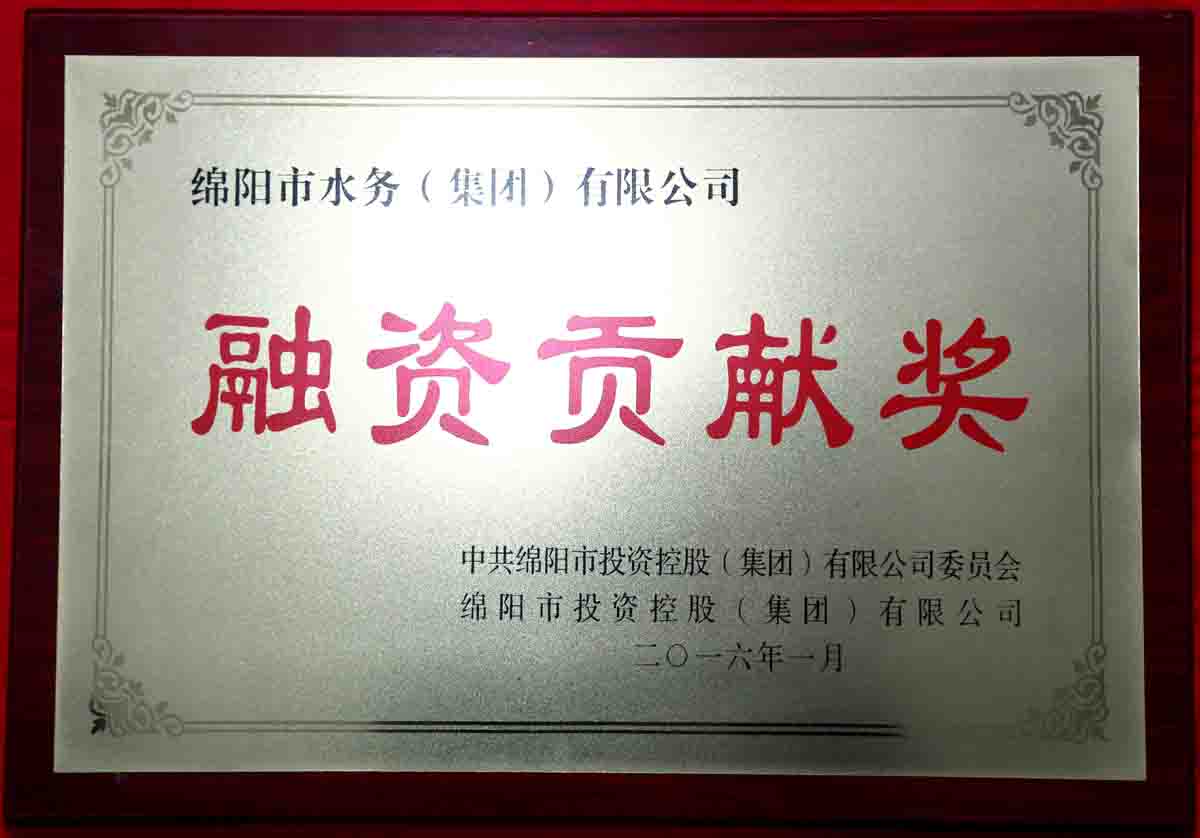 绵阳市水务（集团）有限公司
融资贡献奖
中共绵阳市投资控股（集团）有限公司委员会
绵阳市投资控股（集团）有限公司
二〇一六年一月